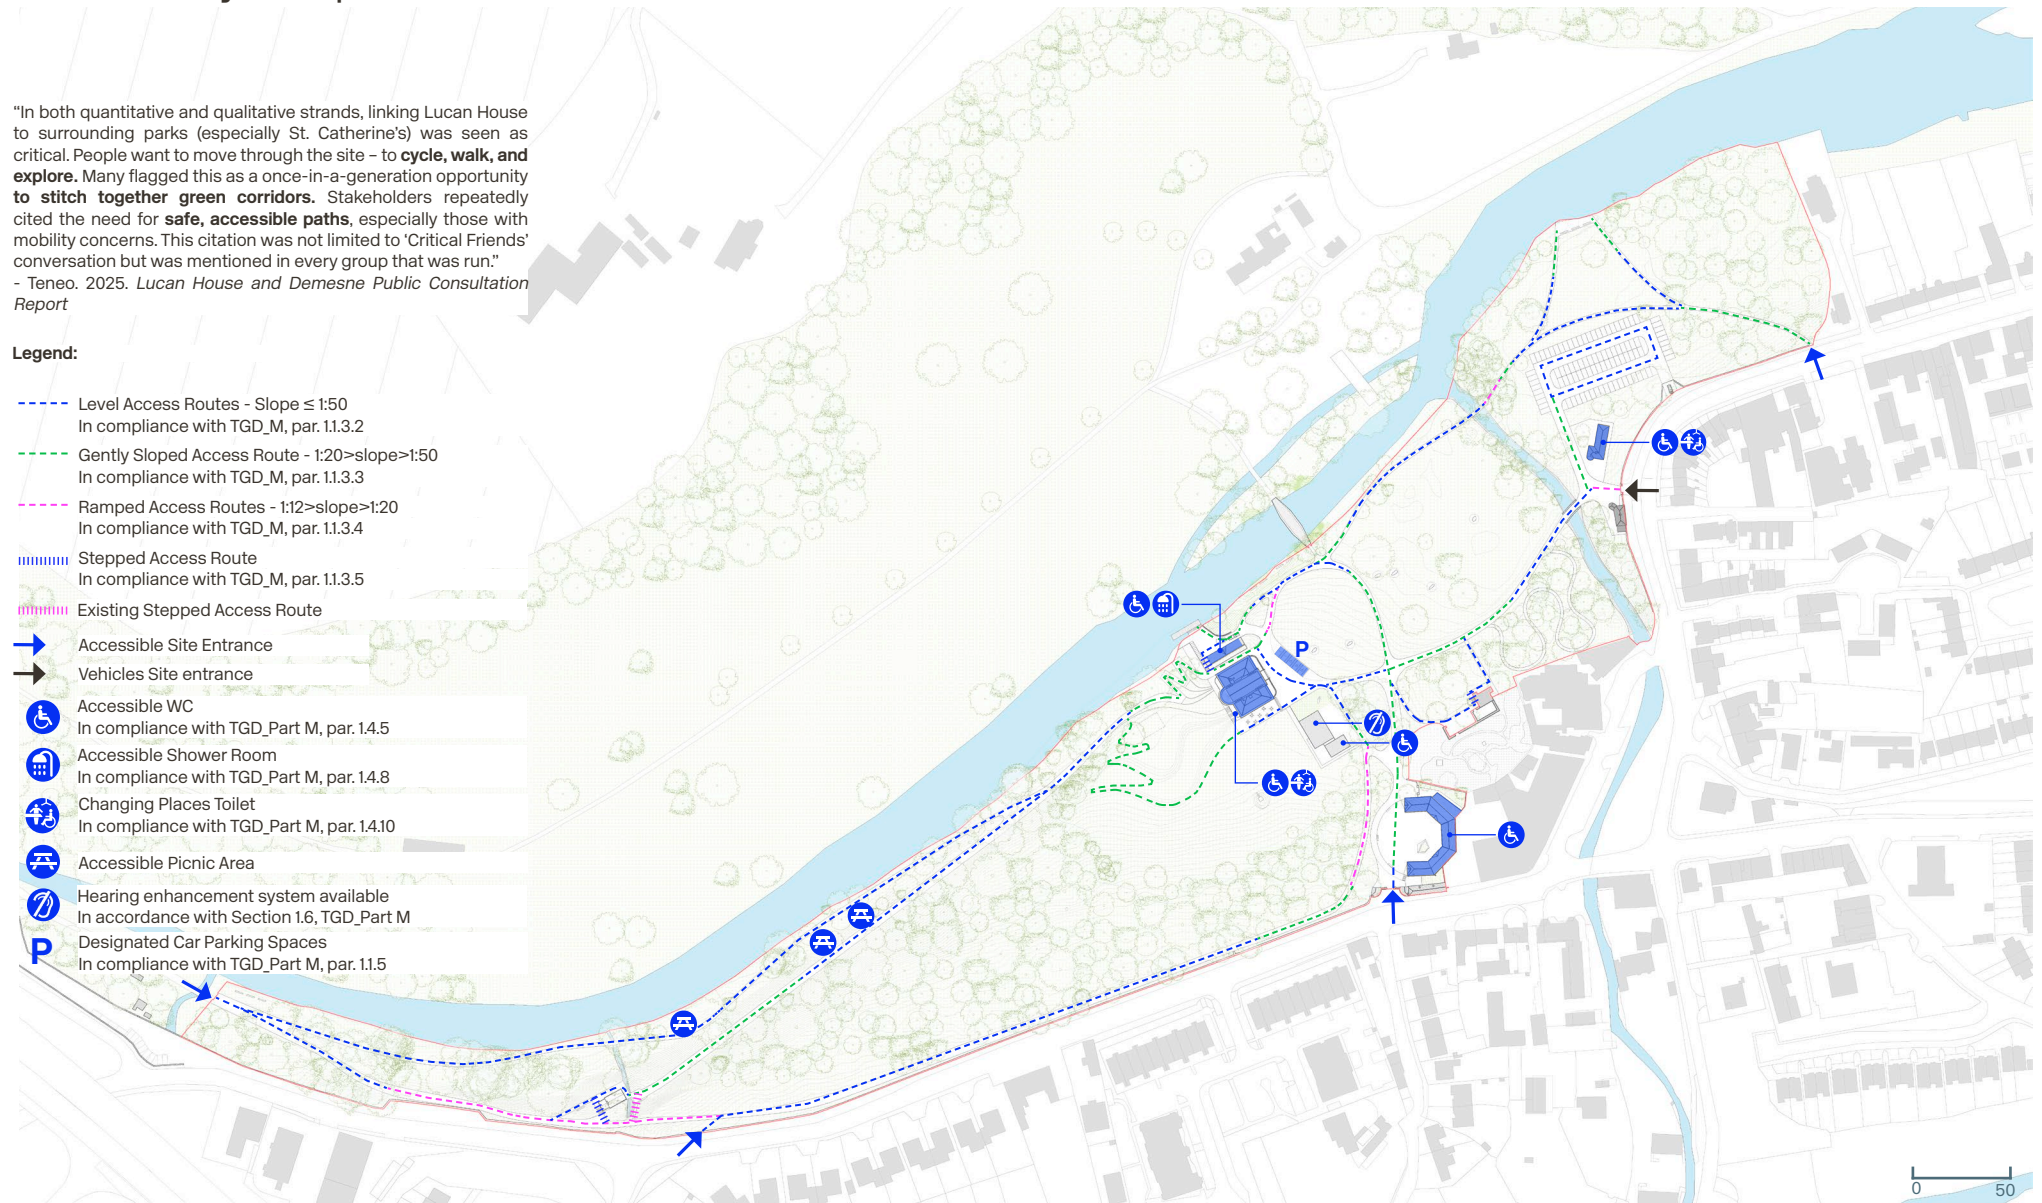 “In both quantitative and qualitative strands, linking Lucan House
to surrounding parks (especially St. Catherine’s) was seen as
critical. People want to move through the site – to cycle, walk, and
explore. Many flagged this as a once-in-a-generation opportunity
to stitch together green corridors. Stakeholders repeatedly
cited the need for safe, accessible paths, especially those with
mobility concerns. This citation was not limited to ‘Critical Friends’
conversation but was mentioned in every group that was run.”
- Teneo. 2025. Lucan House and Demesne Public Consultation
Report
Legend:
Level Access Routes - Slope ≤ 1:50
In compliance with TGD_M, par. 1.1.3.2
Gently Sloped Access Route - 1:20>slope>1:50
In compliance with TGD_M, par. 1.1.3.3
Ramped Access Routes - 1:12>slope>1:20
In compliance with TGD_M, par. 1.1.3.4
Stepped Access Route
In compliance with TGD_M, par. 1.1.3.5
Existing Stepped Access Route
Accessible Site Entrance
Vehicles Site entrance
Accessible WC
In compliance with TGD_Part M, par. 1.4.5
Accessible Shower Room
In compliance with TGD_Part M, par. 1.4.8
Changing Places Toilet
In compliance with TGD_Part M, par. 1.4.10
Accessible Picnic Area
Hearing enhancement system available
In accordance with Section 1.6, TGD_Part M
P Designated Car Parking Spaces
In compliance with TGD_Part M, par. 1.1.5
P
0 50